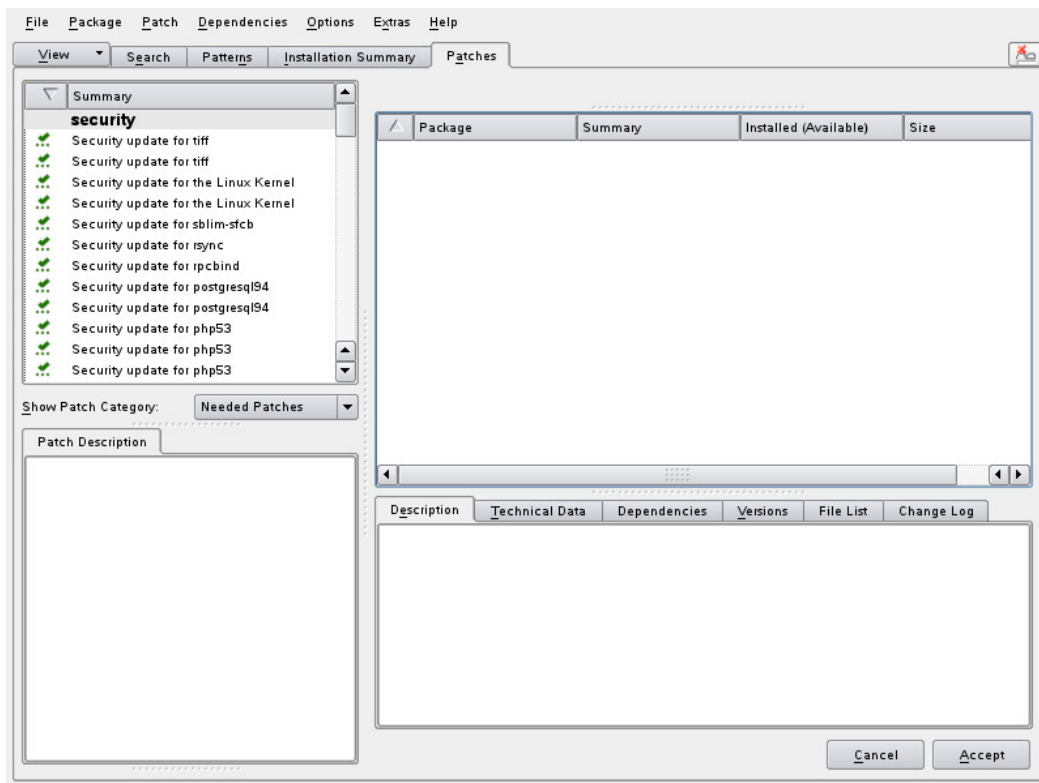 File Package Patch Dependencies Options Extras Help
View Search Patterns Installation Summary Patches
Summary
security
Security update for tiff
Security update for tiff
Security update for the Linux Kernel
Security update for the Linux Kernel
Security update for sblim-sfcb
Security update for rsync
Security update for rpcbind
Security update for postgresql94
Security update for postgresql94
Security update for php53
Security update for php53
Security update for php53
Show Patch Category: Needed Patches
Patch Description
Package Summary Installed (Available) Size
Description Technical Data Dependencies Versions File List Change Log
Cancel Accept